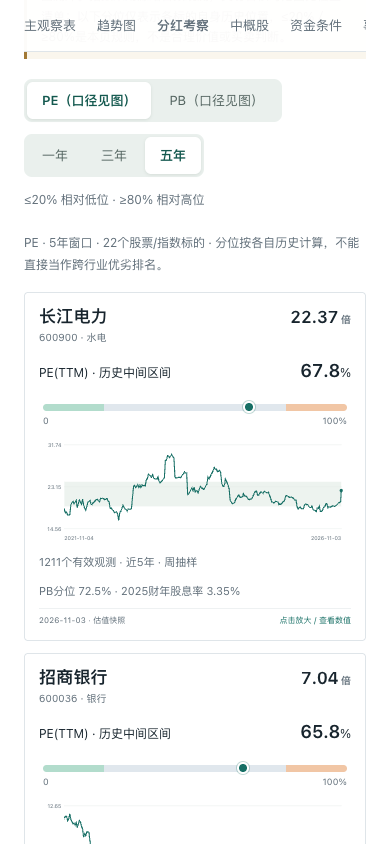 主观察表 趋势图 分红考察 中概股 资金条件
PE（口径见图） PB（口径见图）
一年 三年 五年
≤20% 相对低位 · ≥80% 相对高位
PE · 5年窗口 · 22个股票/指数标的 · 分位按各自历史计算，不能
直接当作跨行业优劣排名。
长江电力 22.37 倍
600900 · 水电
PE(TTM) · 历史中间区间 67.8%
0 100%
31.74
23.15
14.56
2021-11-04 2026-11-03
1211个有效观测 · 近5年 · 周抽样
PB分位 72.5% · 2025财年股息率 3.35%
2026-11-03 · 估值快照 点击放大 / 查看数值
招商银行 7.04 倍
600036 · 银行
PE(TTM) · 历史中间区间 65.8%
0 100%
12.65